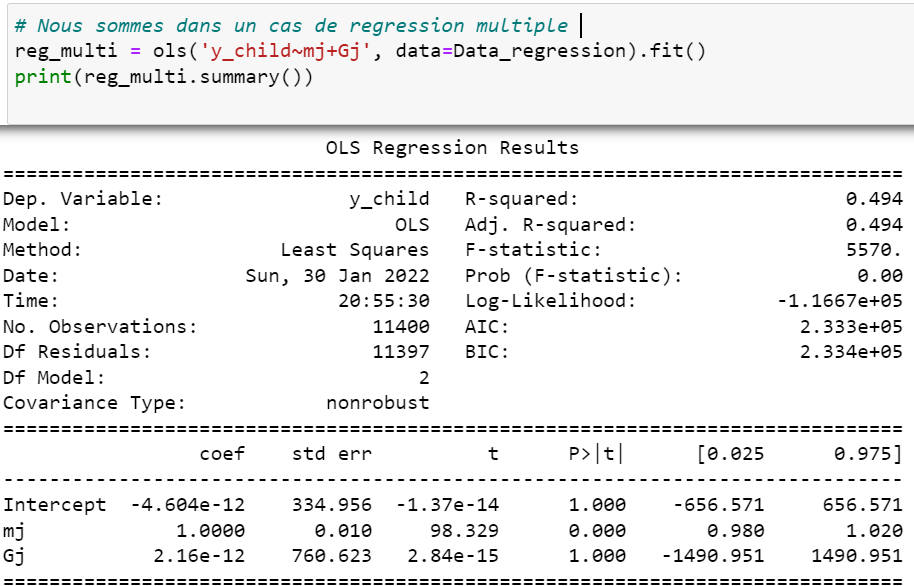 # Nous sommes dans un cas de regression multiple
reg_multi = ols('y_child~mj+Gj', data=Data_regression).fit()
print(reg_multi.summary())
OLS Regression Results
==============================================================================
Dep. Variable: y_child R-squared: 0.494
Model: OLS Adj. R-squared: 0.494
Method: Least Squares F-statistic: 5570.
Date: Sun, 30 Jan 2022 Prob (F-statistic): 0.00
Time: 20:55:30 Log-Likelihood: -1.1667e+05
No. Observations: 11400 AIC: 2.333e+05
Df Residuals: 11397 BIC: 2.334e+05
Df Model: 2
Covariance Type: nonrobust
==============================================================================
coef std err t P>|t| [0.025 0.975]
------------------------------------------------------------------------------
Intercept -4.604e-12 334.956 -1.37e-14 1.000 -656.571 656.571
mj 1.0000 0.010 98.329 0.000 0.980 1.020
Gj 2.16e-12 760.623 2.84e-15 1.000 -1490.951 1490.951
==============================================================================